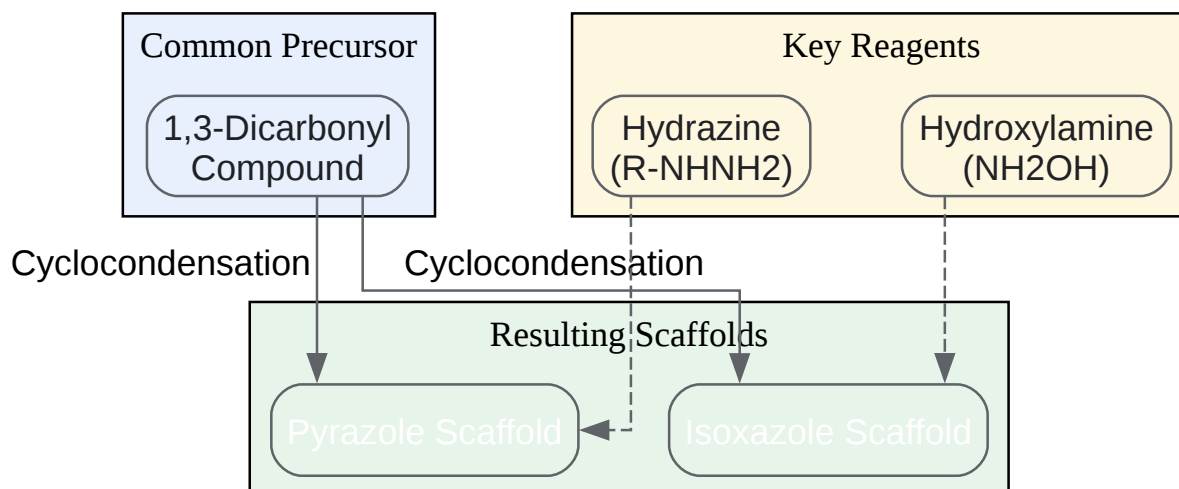 Common Precursor
Key Reagents
1,3-Dicarbonyl
Compound
Hydrazine
(R-NHNH2)
Hydroxylamine
(NH2OH)
Cyclocondensation
Cyclocondensation
Resulting Scaffolds
Pyrazole Scaffold
Isoxazole Scaffold